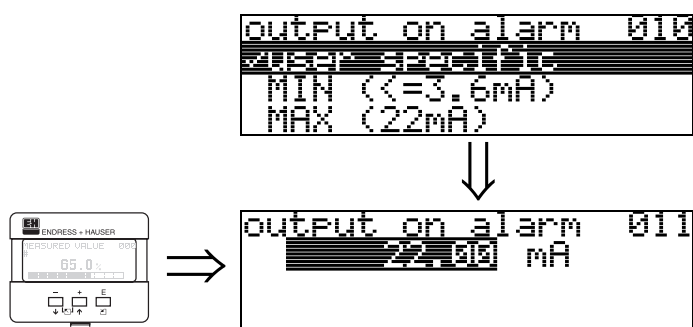 output on alarm 010
✓user specific
MIN (<=3.6mA)
MAX (22mA)
output on alarm 011
22.00 mA
EH
ENDRESS + HAUSER
MEASURED VALUE 000
#
65.0 %
- + E